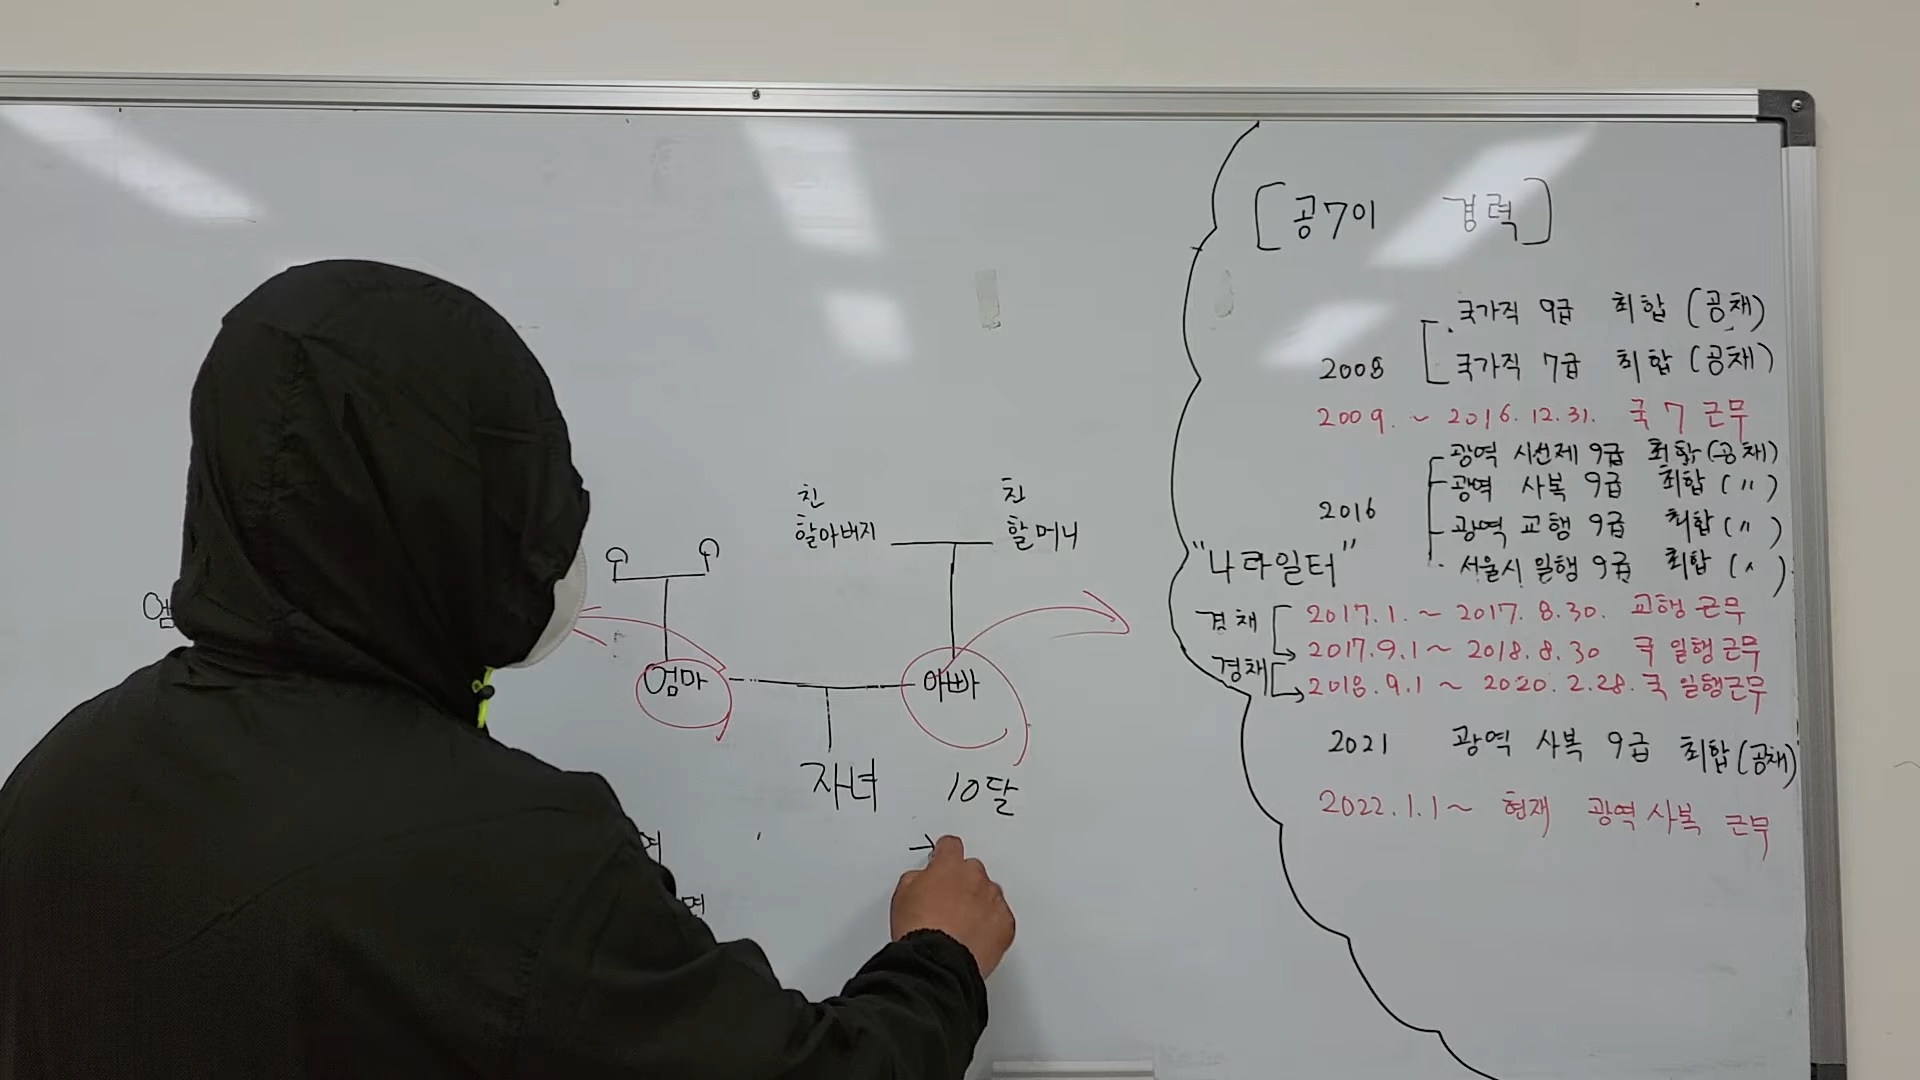 [공7이 경력]
국가직 9급 최합 (공채)
2008 국가직 7급 최합 (공채)
2009. ~ 2016. 12. 31. 국 7 근무
광역 시선제 9급 최합 (공채)
광역 사복 9급 최합 (〃)
2016
광역 교행 9급 최합 (〃)
서울시 일행 9급 최합 (〃)
"나라일터"
경채 2017. 1. ~ 2017. 8. 30. 교행 근무
2017. 9. 1 ~ 2018. 8. 30 국 일행 근무
경채
2018. 9. 1 ~ 2020. 2. 28. 국 일행근무
2021 광역 사복 9급 최합 (공채)
2022. 1. 1 ~ 현재 광역 사복 근무
친 할아버지
친 할머니
엄마
아빠
자녀
10달
→